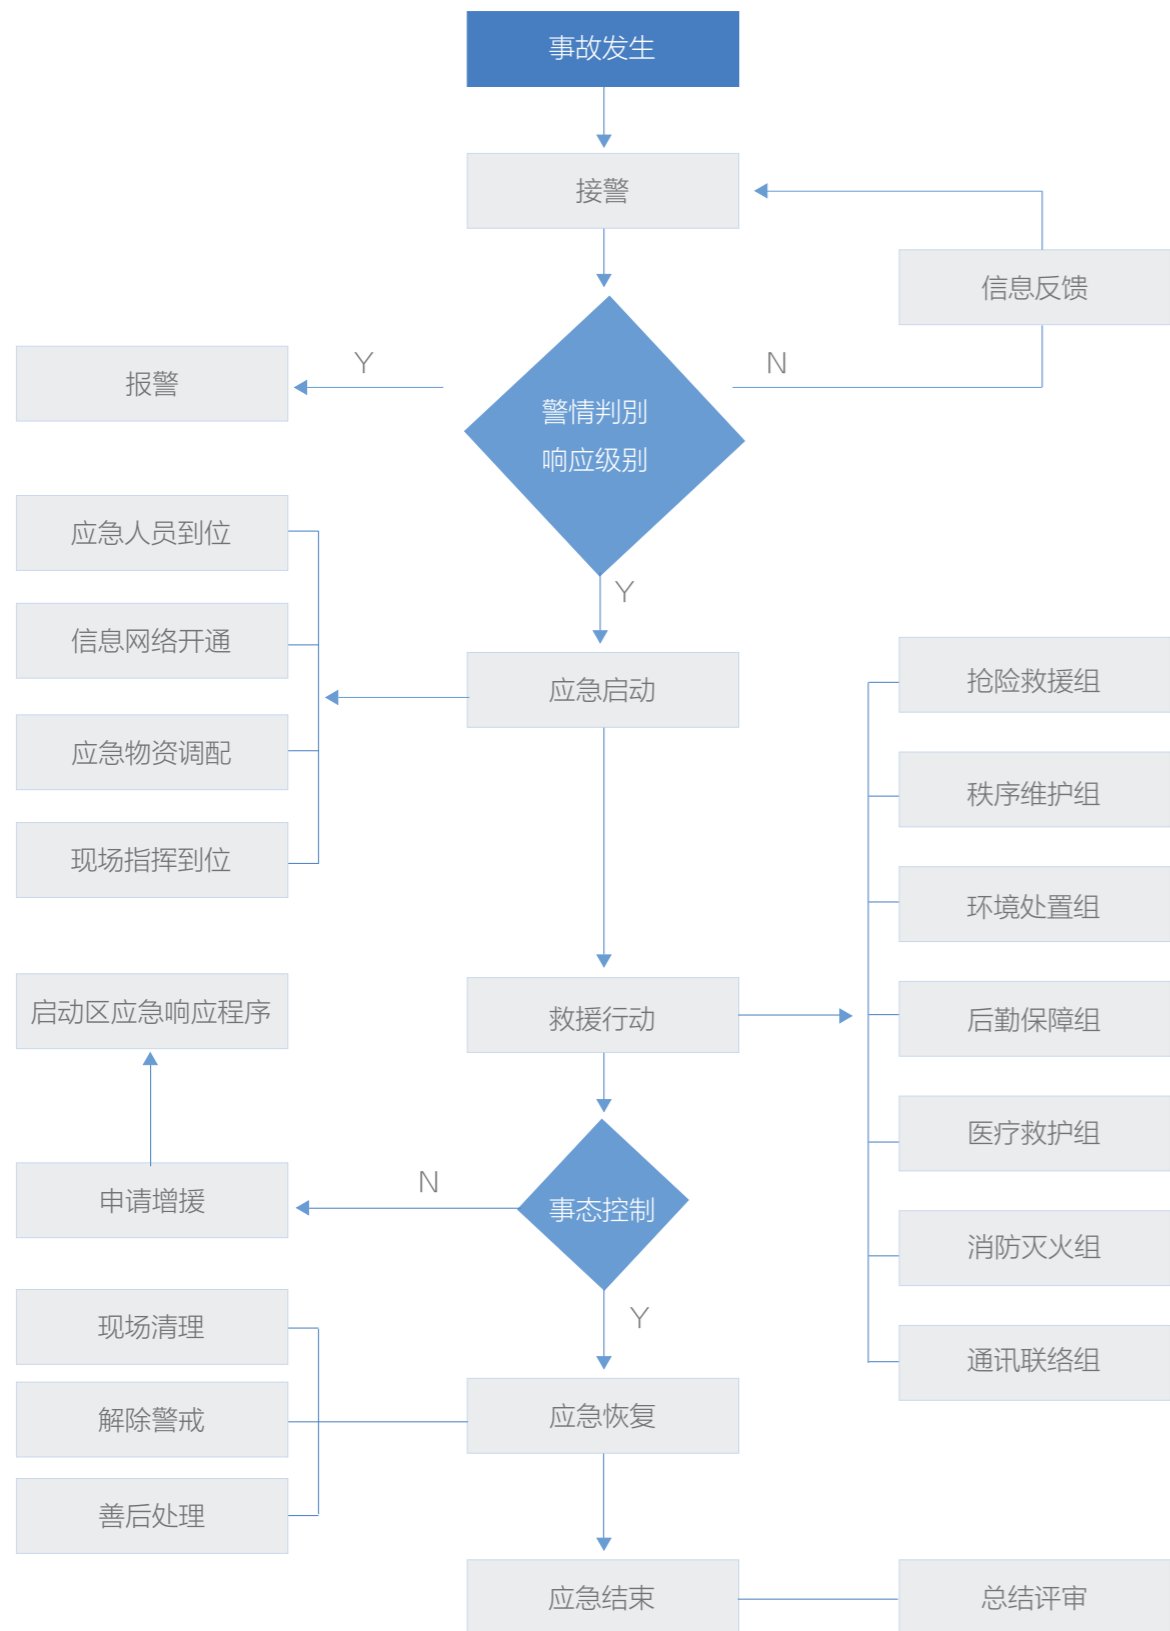 事故发生
接警
信息反馈
报警
Y
N
警情判别
响应级别
应急人员到位
Y
信息网络开通
应急启动
抢险救援组
应急物资调配
秩序维护组
现场指挥到位
环境处置组
启动区应急响应程序
救援行动
后勤保障组
医疗救护组
申请增援
N
事态控制
消防灭火组
现场清理
Y
通讯联络组
解除警戒
应急恢复
善后处理
应急结束
总结评审